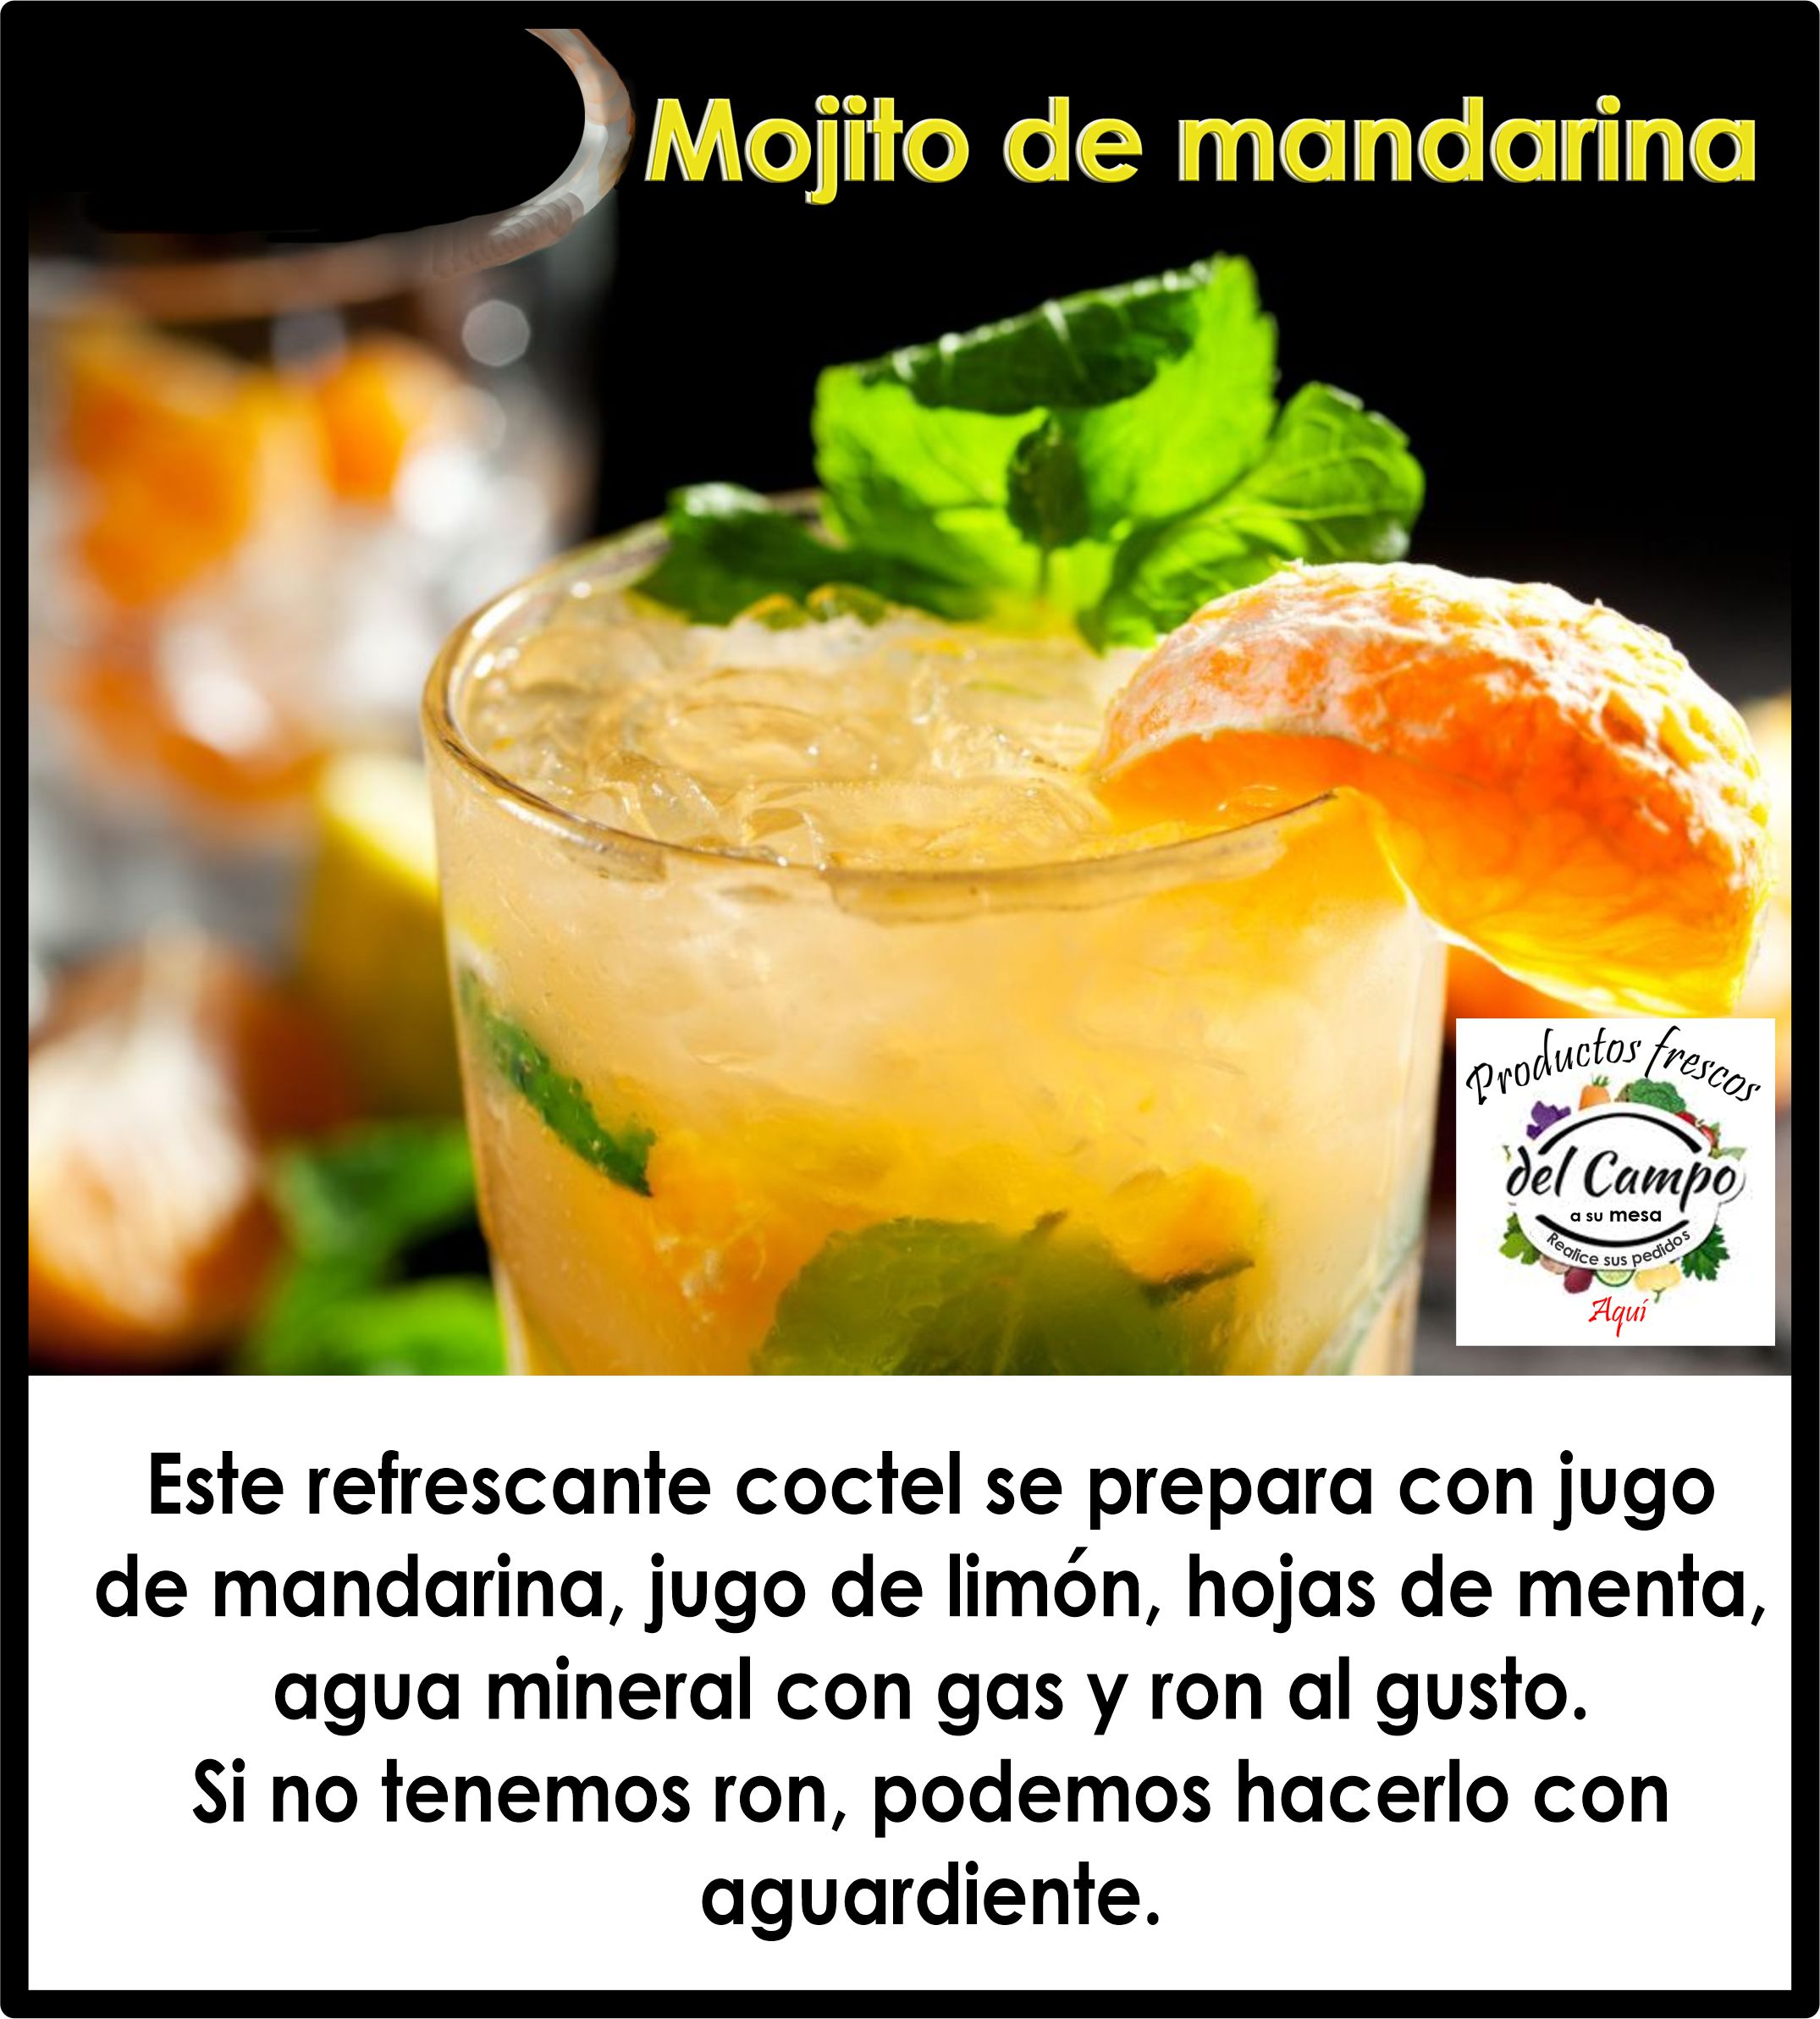 Mojito de mandarina
Productos frescos
del Campo
a su mesa
Realice sus pedidos
Aquí
Este refrescante coctel se prepara con jugo
de mandarina, jugo de limón, hojas de menta,
agua mineral con gas y ron al gusto.
Si no tenemos ron, podemos hacerlo con
aguardiente.